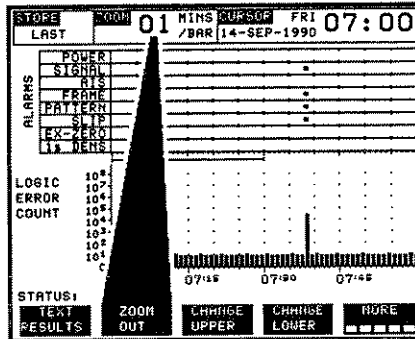 STORE ZOOM 01 MINS /BAR CURSOR FRI 07:00
LAST 14-SEP-1990
POWER
SIGNAL
AIS
FRAME
PATTERN
SLIP
EX-ZERO
1s DENS
ALARMS
LOGIC ERROR COUNT
10⁸
10⁷
10⁶
10⁵
10⁴
10³
10²
10¹
0
07:15 07:30 07:45
STATUS:
TEXT RESULTS
ZOOM OUT
CHANGE UPPER
CHANGE LOWER
MORE